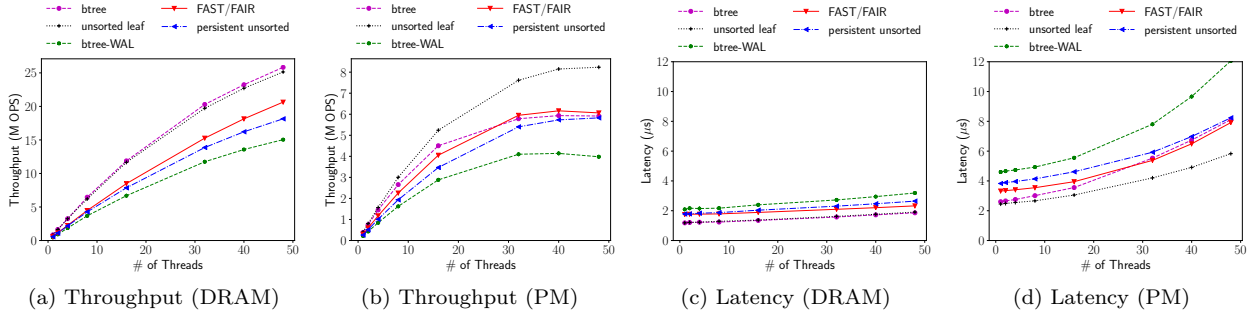 btree
FAST/FAIR
unsorted leaf
persistent unsorted
btree-WAL
Throughput (M OPS)
25
20
15
10
5
0
0 10 20 30 40 50
# of Threads
(a) Throughput (DRAM)
btree
FAST/FAIR
unsorted leaf
persistent unsorted
btree-WAL
Throughput (M OPS)
8
7
6
5
4
3
2
1
0
0 10 20 30 40 50
# of Threads
(b) Throughput (PM)
btree
FAST/FAIR
unsorted leaf
persistent unsorted
btree-WAL
Latency (μs)
12
10
8
6
4
2
0
0 10 20 30 40 50
# of Threads
(c) Latency (DRAM)
btree
FAST/FAIR
unsorted leaf
persistent unsorted
btree-WAL
Latency (μs)
12
10
8
6
4
2
0
0 10 20 30 40 50
# of Threads
(d) Latency (PM)